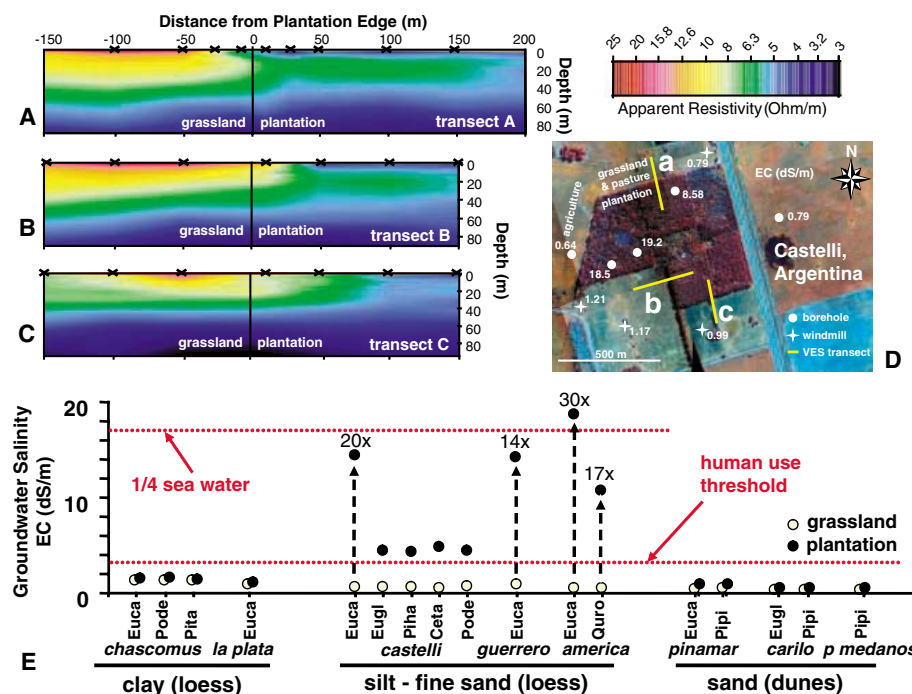 Distance from Plantation Edge (m)
-150 -100 -50 0 50 100 150 200
0
20
40
60
80
Depth (m)
A
grassland plantation transect A
0
20
40
60
80
Depth (m)
B
grassland plantation transect B
0
20
40
60
80
C
grassland plantation transect C
25 20 15.8 12.6 10 8 6.3 5 4 3.2 3
Apparent Resistivity (Ohm/m)
N
EC (dS/m)
a
0.79
grassland
& pasture
plantation
8.58
agriculture
0.79
0.64
19.2
18.5
Castelli,
Argentina
1.21
b
c
1.17
0.99
borehole
windmill
VES transect
500 m
D
Groundwater Salinity
EC (dS/m)
20
10
0
1/4 sea water
20x
14x
30x
17x
human use
threshold
grassland
plantation
Euca Pode Pita Euca Euca Eugl Piha Ceta Pode Euca Euca Quro Euca Pipi Eugl Pipi Pipi
chascomus la plata castelli guerrero america pinamar carilo p medanos
E
clay (loess) silt - fine sand (loess) sand (dunes)